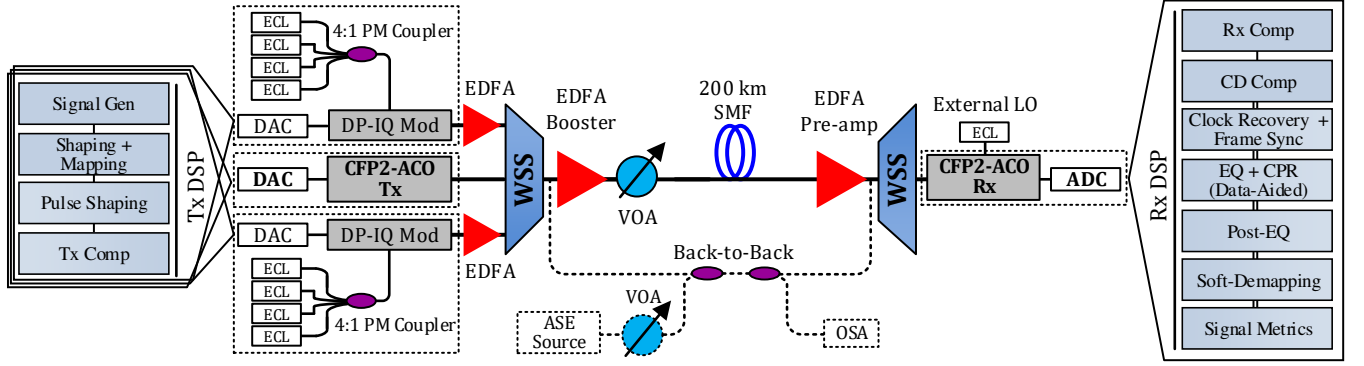 Signal Gen
Shaping +
Mapping
Pulse Shaping
Tx Comp
Tx DSP
ECL
ECL
ECL
ECL
4:1 PM Coupler
DAC
DP-IQ Mod
EDFA
DAC
CFP2-ACO
Tx
DAC
DP-IQ Mod
EDFA
ECL
ECL
ECL
ECL
4:1 PM Coupler
WSS
EDFA
Booster
VOA
200 km
SMF
EDFA
Pre-amp
WSS
Back-to-Back
VOA
ASE
Source
OSA
External LO
ECL
CFP2-ACO
Rx
ADC
Rx DSP
Rx Comp
CD Comp
Clock Recovery +
Frame Sync
EQ + CPR
(Data-Aided)
Post-EQ
Soft-Demapping
Signal Metrics